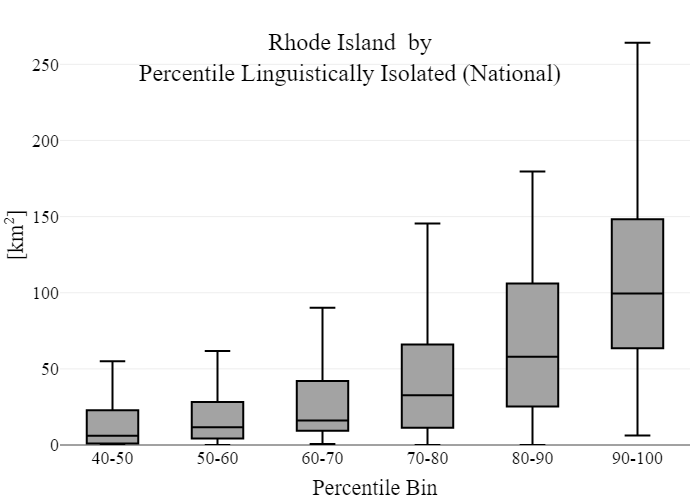 Rhode Island by
Percentile Linguistically Isolated (National)
250
200
150
100
50
0
[km²]
40-50 50-60 60-70 70-80 80-90 90-100
Percentile Bin